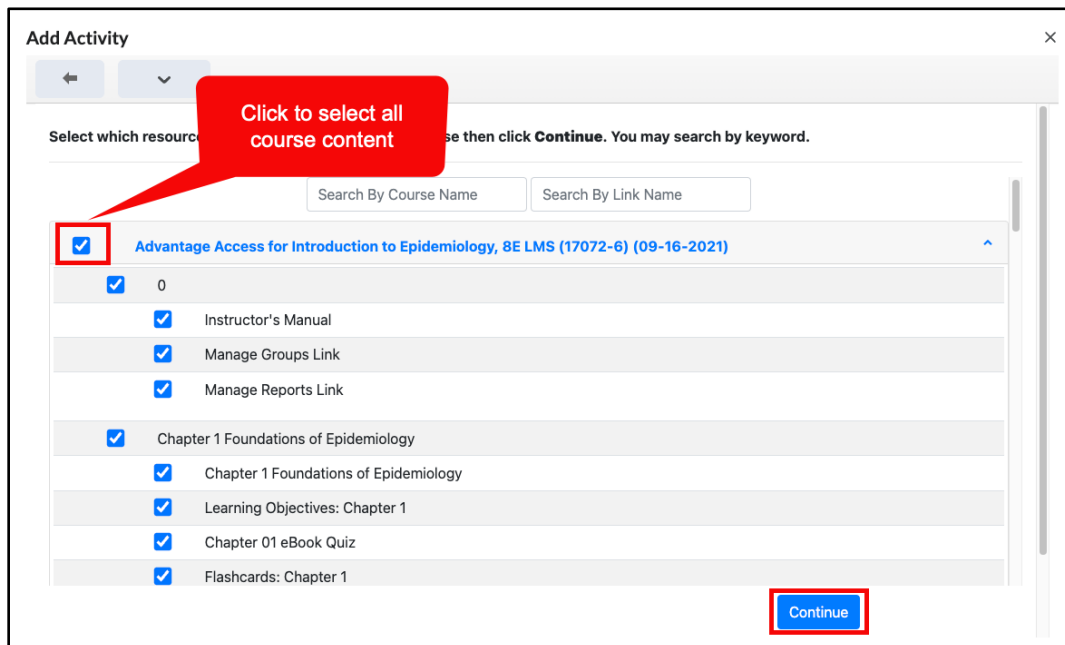 Add Activity
Click to select all
course content
Select which resourc se then click Continue. You may search by keyword.
Search By Course Name Search By Link Name
Advantage Access for Introduction to Epidemiology, 8E LMS (17072-6) (09-16-2021)
0
Instructor's Manual
Manage Groups Link
Manage Reports Link
Chapter 1 Foundations of Epidemiology
Chapter 1 Foundations of Epidemiology
Learning Objectives: Chapter 1
Chapter 01 eBook Quiz
Flashcards: Chapter 1
Continue